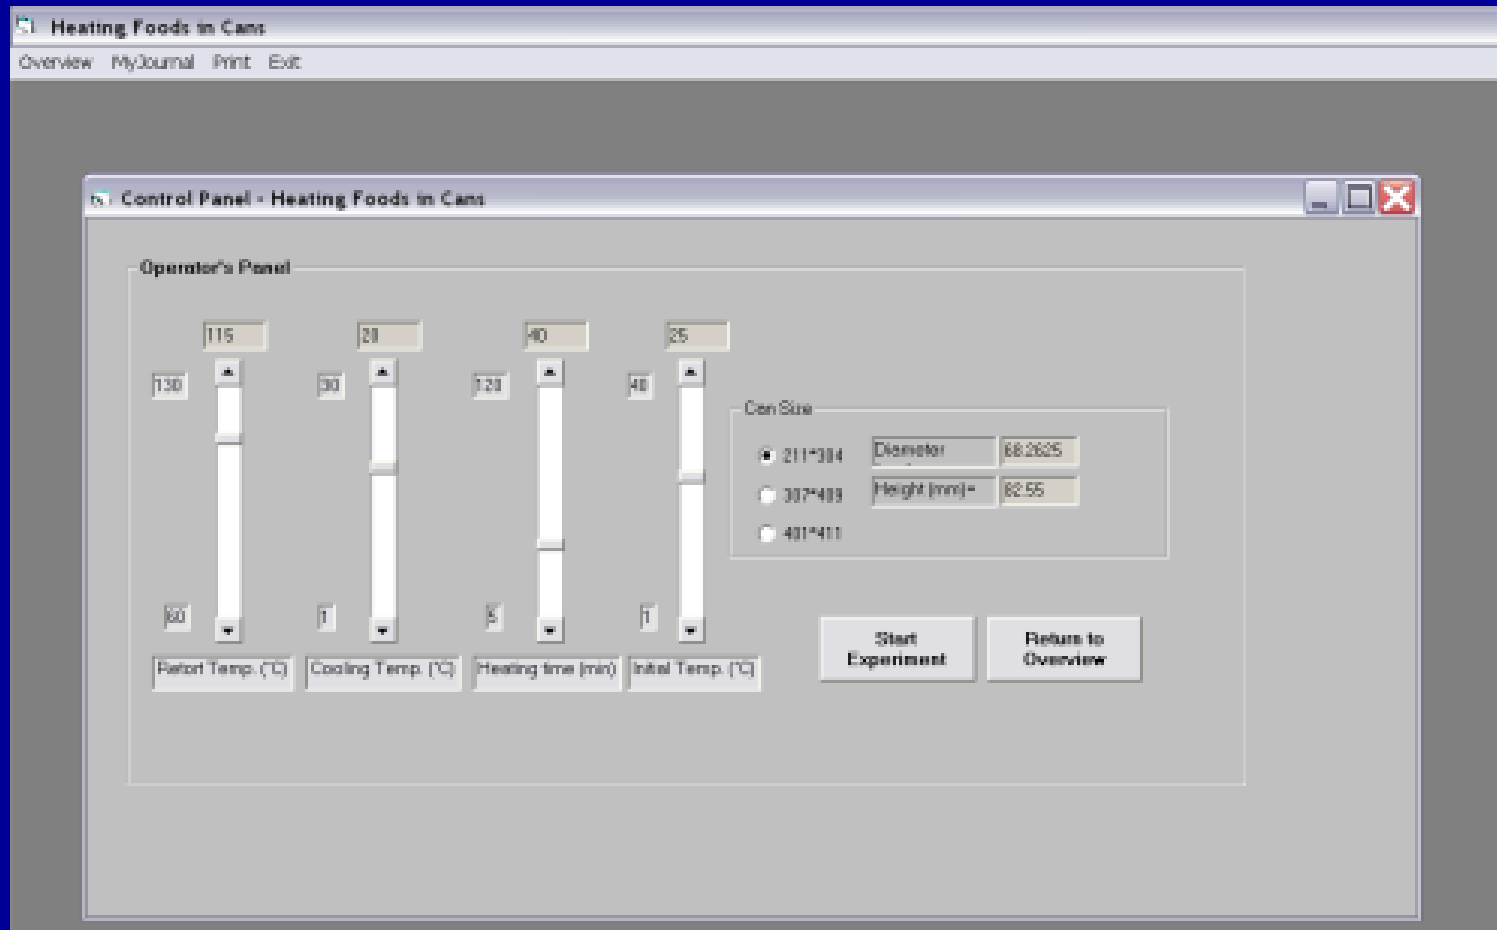 Heating Foods in Cans
Overview MyJournal Print Exit
Control Panel - Heating Foods in Cans
Operator's Panel
115 20 40 25
130 30 120 40
60 1 5 1
Retort Temp. (°C) Cooling Temp. (°C) Heating time (min) Initial Temp. (°C)
Can Size
211*304 Diameter 68.2625
307*409 Height (mm)= 82.55
401*411
Start
Experiment
Return to
Overview